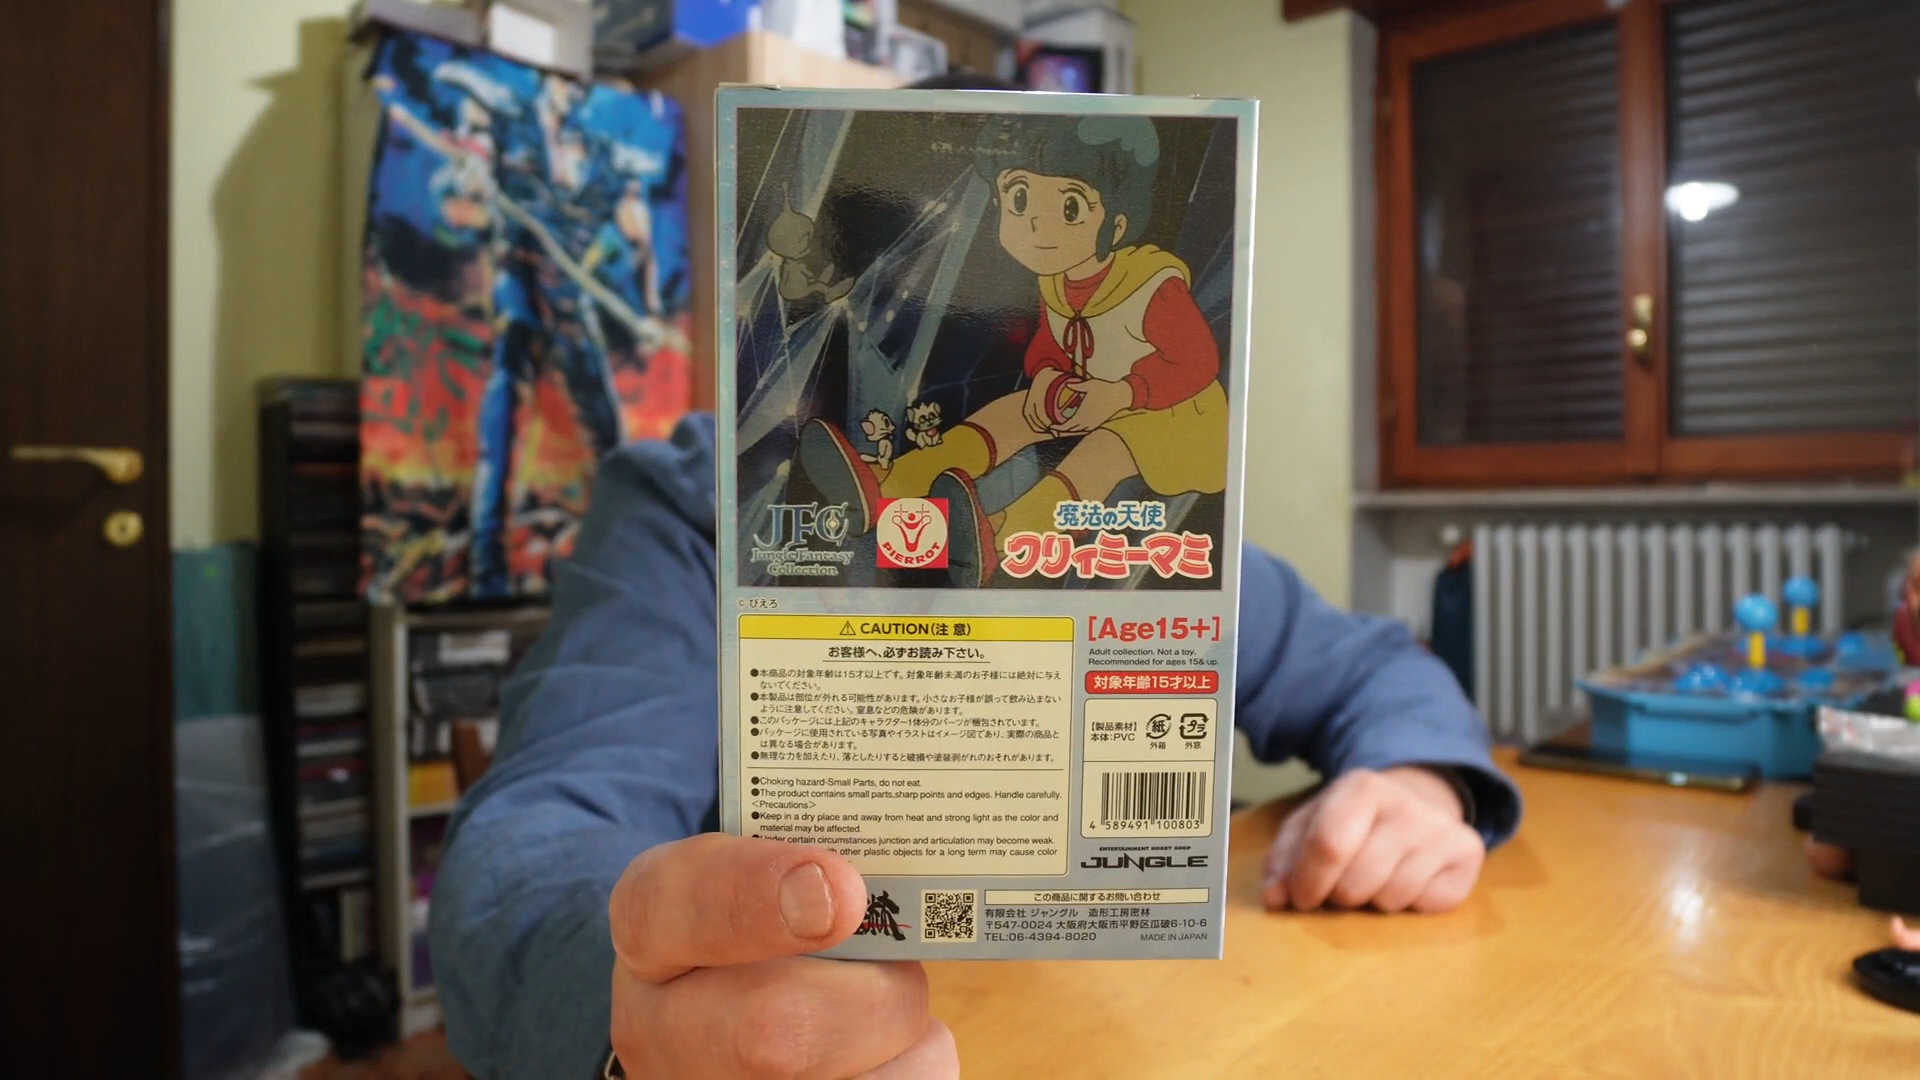 JFC
Jungle Fantasy
Collection
PIERROT
魔法の天使
クリィミーマミ
© ぴえろ
⚠ CAUTION(注 意)
お客様へ、必ずお読み下さい。
●本商品の対象年齢は15才以上です。対象年齢未満のお子様には絶対に与え
ないでください。
●本製品は部位が外れる可能性があります。小さなお子様が誤って飲み込まない
ように注意してください。窒息などの危険があります。
●このパッケージには上記のキャラクター1体分のパーツが梱包されています。
●パッケージに使用されている写真やイラストはイメージ図であり、実際の商品と
は異なる場合があります。
●無理な力を加えたり、落としたりすると破損や塗装剥がれのおそれがあります。
●Choking hazard-Small Parts, do not eat.
●The product contains small parts,sharp points and edges. Handle carefully.
<Precautions>
●Keep in a dry place and away from heat and strong light as the color and
material may be affected.
Under certain circumstances junction and articulation may become weak.
with other plastic objects for a long term may cause color
[Age15+]
Adult collection. Not a toy.
Recommended for ages 15& up.
対象年齢15才以上
【製品素材】
本体:PVC
紙
外箱
プラ
外窓
4 589491 100803
ENTERTAINMENT HOBBY SHOP
JUNGLE
この商品に関するお問い合わせ
有限会社 ジャングル 造形工房密林
〒547-0024 大阪府大阪市平野区瓜破6-10-6
TEL:06-4394-8020
MADE IN JAPAN